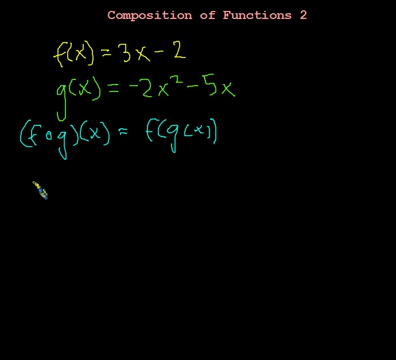 Composition of Functions 2
f(x) = 3x - 2
g(x) = -2x² - 5x
(f∘g)(x) = f(g(x))